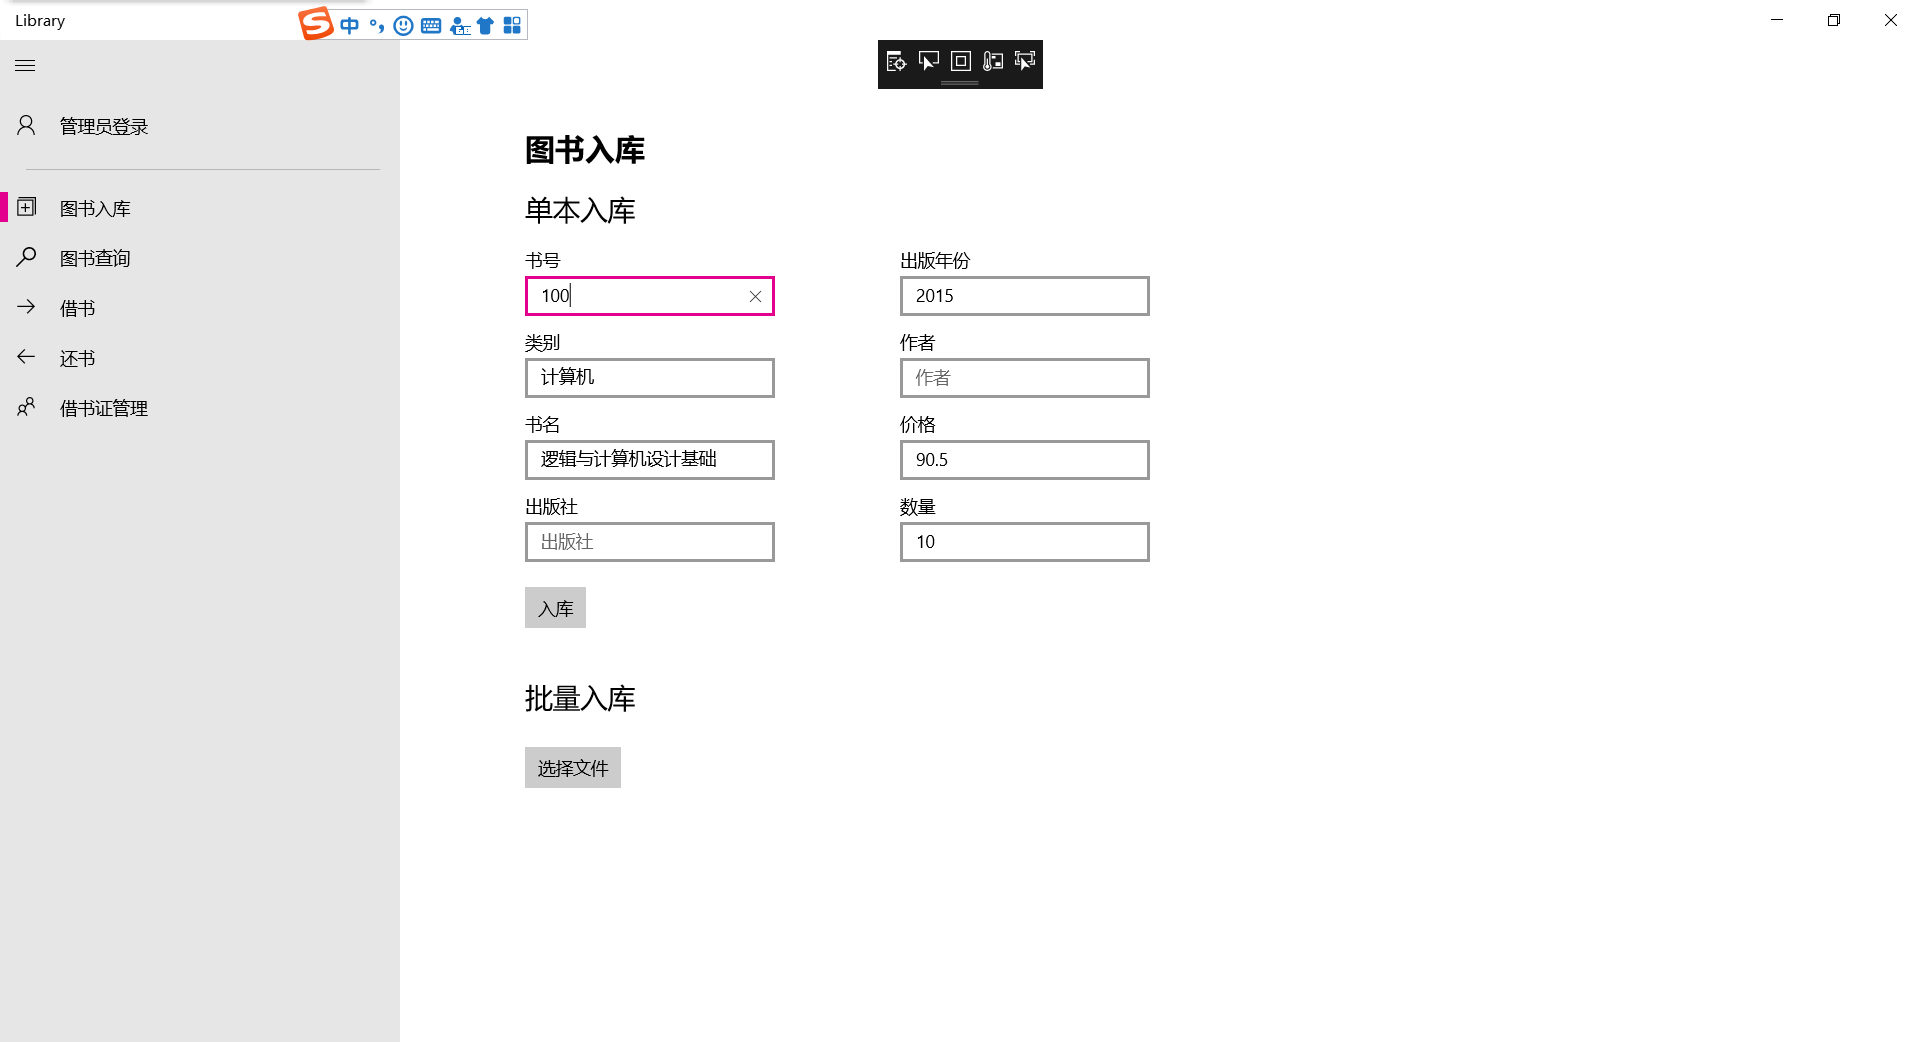 Library
中
管理员登录
图书入库
图书查询
借书
还书
借书证管理
图书入库
单本入库
书号
出版年份
100
2015
类别
作者
计算机
作者
书名
价格
逻辑与计算机设计基础
90.5
出版社
数量
出版社
10
入库
批量入库
选择文件